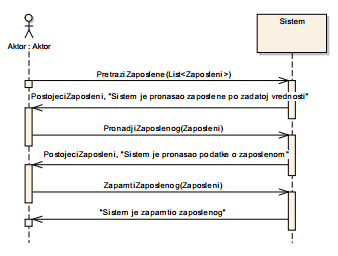 Sistem
Aktor : Aktor
PretraziZaposlene(List<Zaposleni>)
PostojeciZaposleni, "Sistem je pronasao zaposlene po zadatoj vrednosti"
PronadjiZaposlenog(Zaposleni)
PostojeciZaposleni, "Sistem je pronasao podatke o zaposlenom"
ZapamtiZaposlenog(Zaposleni)
"Sistem je zapamtio zaposlenog"